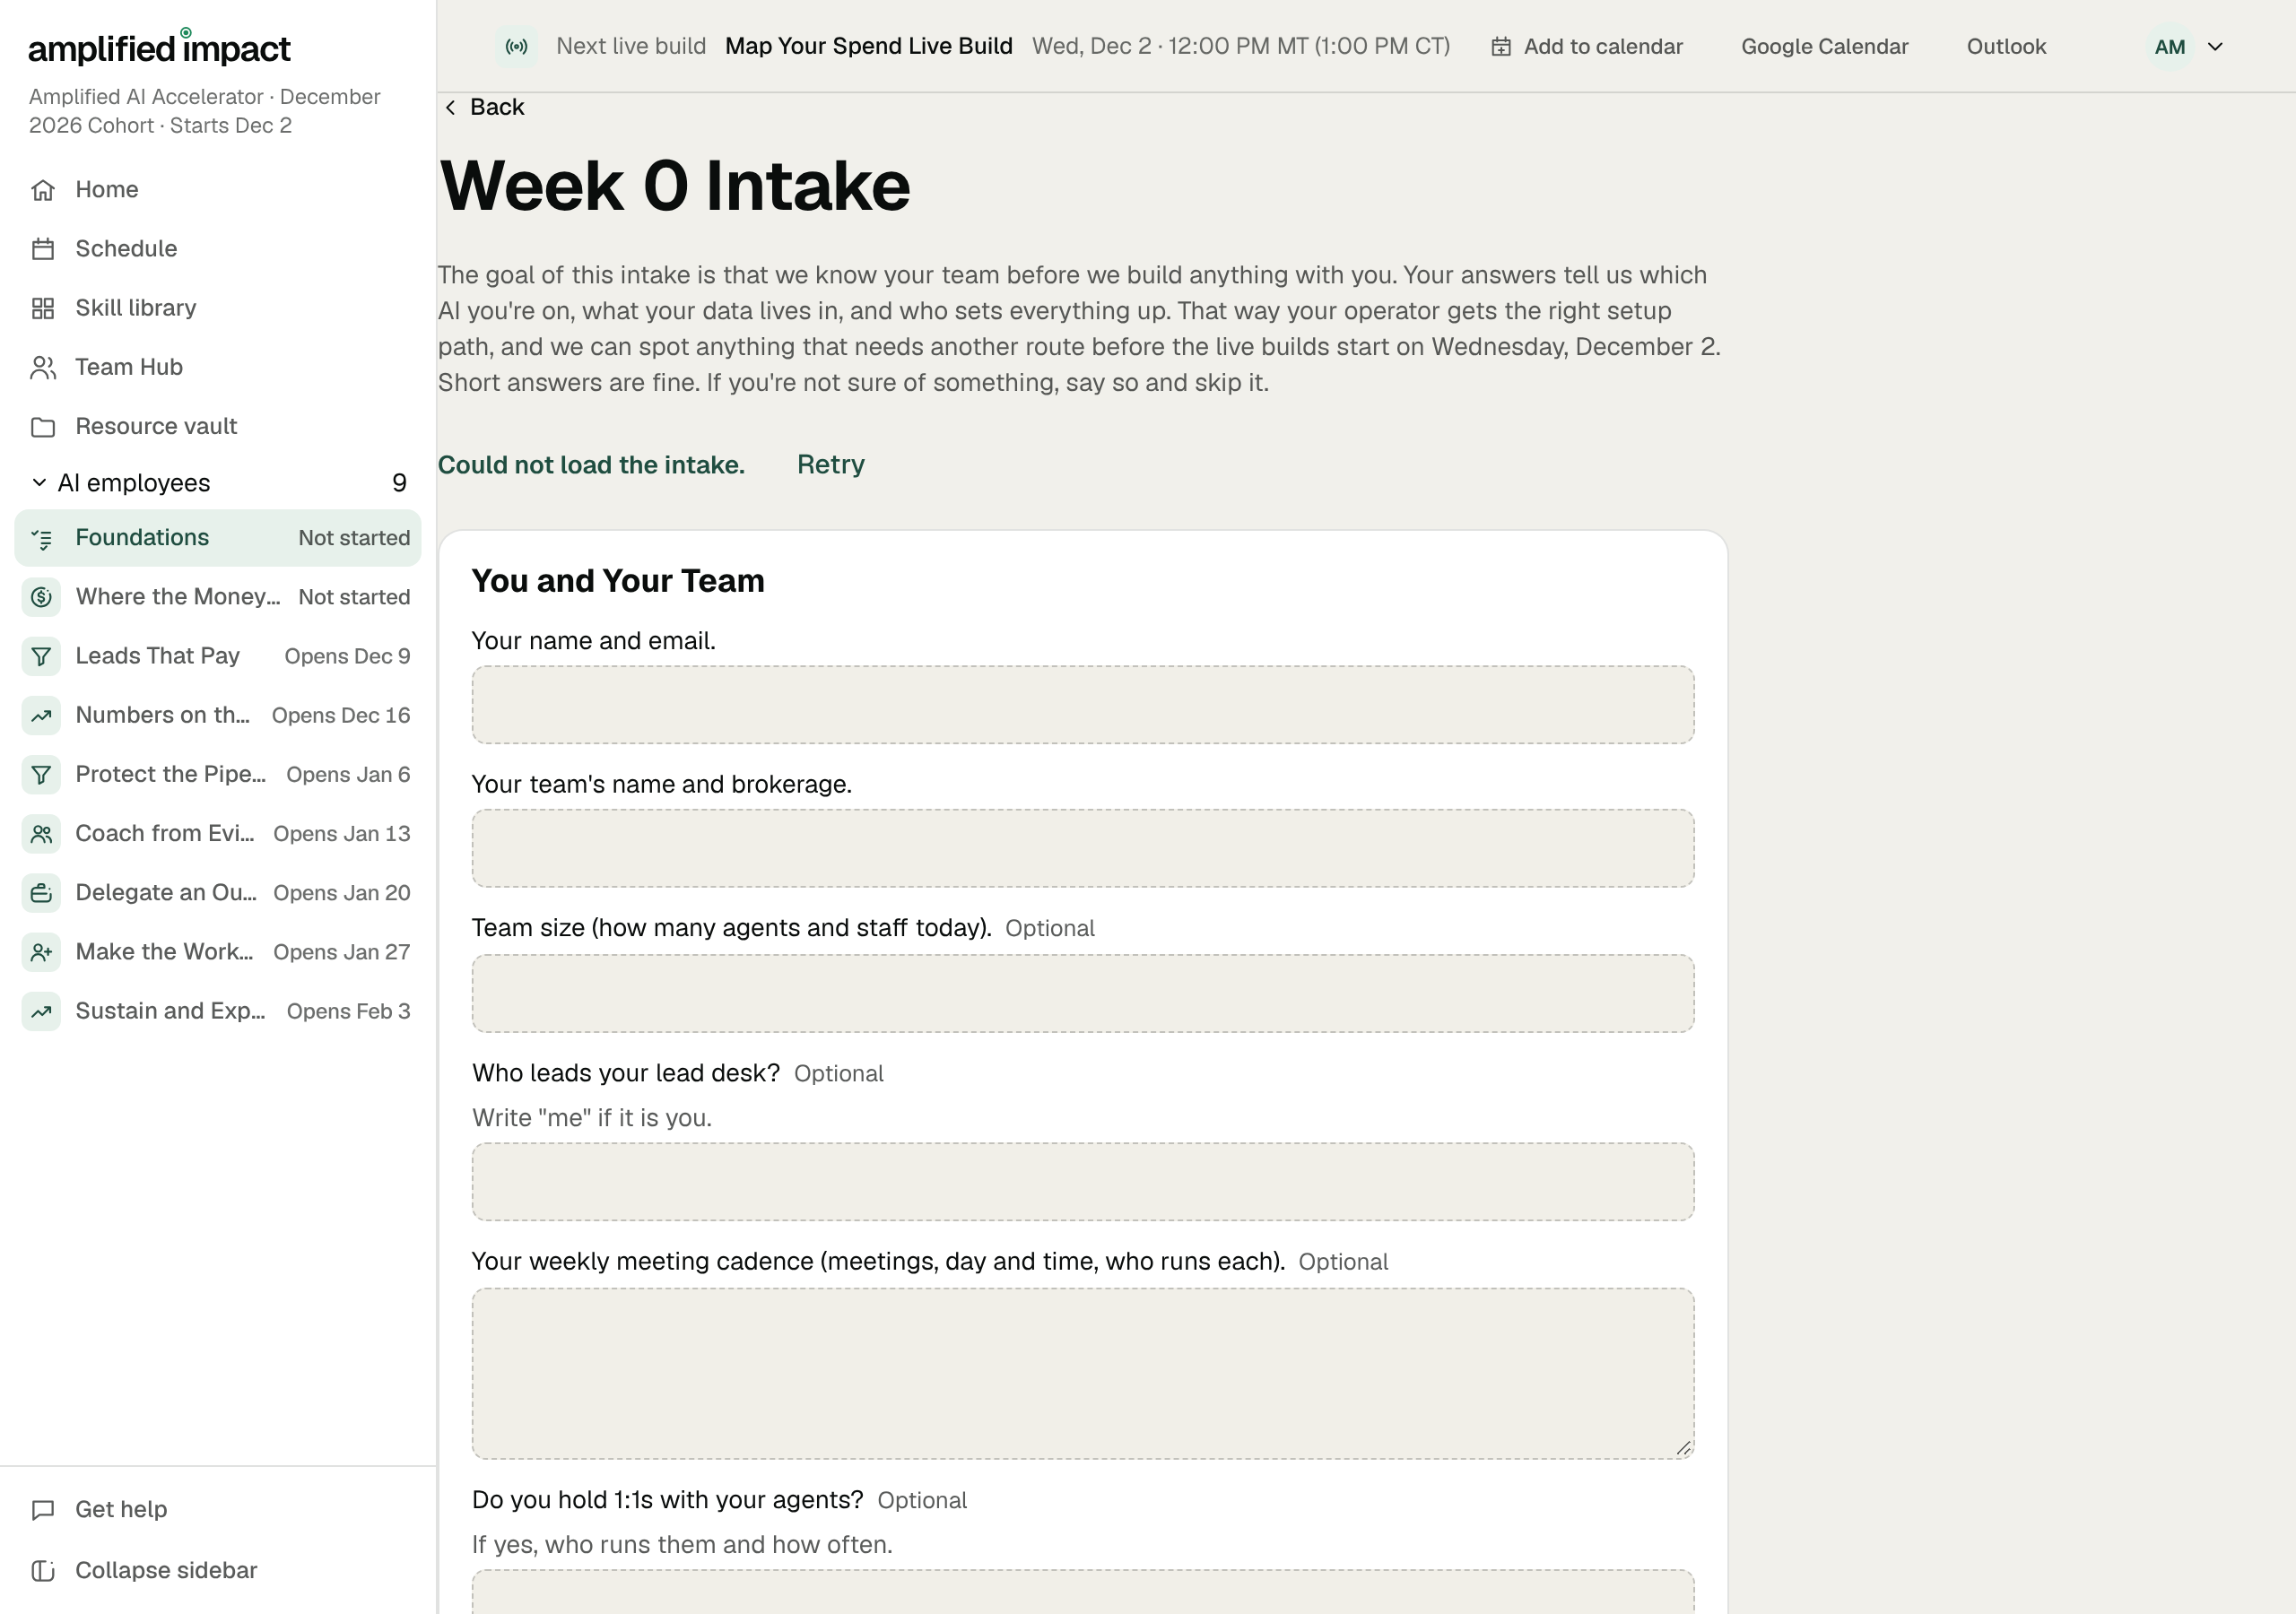 amplified impact
Amplified AI Accelerator · December
2026 Cohort · Starts Dec 2
Home
Schedule
Skill library
Team Hub
Resource vault
AI employees 9
Foundations Not started
Where the Money... Not started
Leads That Pay Opens Dec 9
Numbers on th... Opens Dec 16
Protect the Pipe... Opens Jan 6
Coach from Evi... Opens Jan 13
Delegate an Ou... Opens Jan 20
Make the Work... Opens Jan 27
Sustain and Exp... Opens Feb 3
Get help
Collapse sidebar
Next live build Map Your Spend Live Build Wed, Dec 2 · 12:00 PM MT (1:00 PM CT) Add to calendar Google Calendar Outlook AM
Back
Week 0 Intake
The goal of this intake is that we know your team before we build anything with you. Your answers tell us which
AI you're on, what your data lives in, and who sets everything up. That way your operator gets the right setup
path, and we can spot anything that needs another route before the live builds start on Wednesday, December 2.
Short answers are fine. If you're not sure of something, say so and skip it.
Could not load the intake. Retry
You and Your Team
Your name and email.
Your team's name and brokerage.
Team size (how many agents and staff today). Optional
Who leads your lead desk? Optional
Write "me" if it is you.
Your weekly meeting cadence (meetings, day and time, who runs each). Optional
Do you hold 1:1s with your agents? Optional
If yes, who runs them and how often.